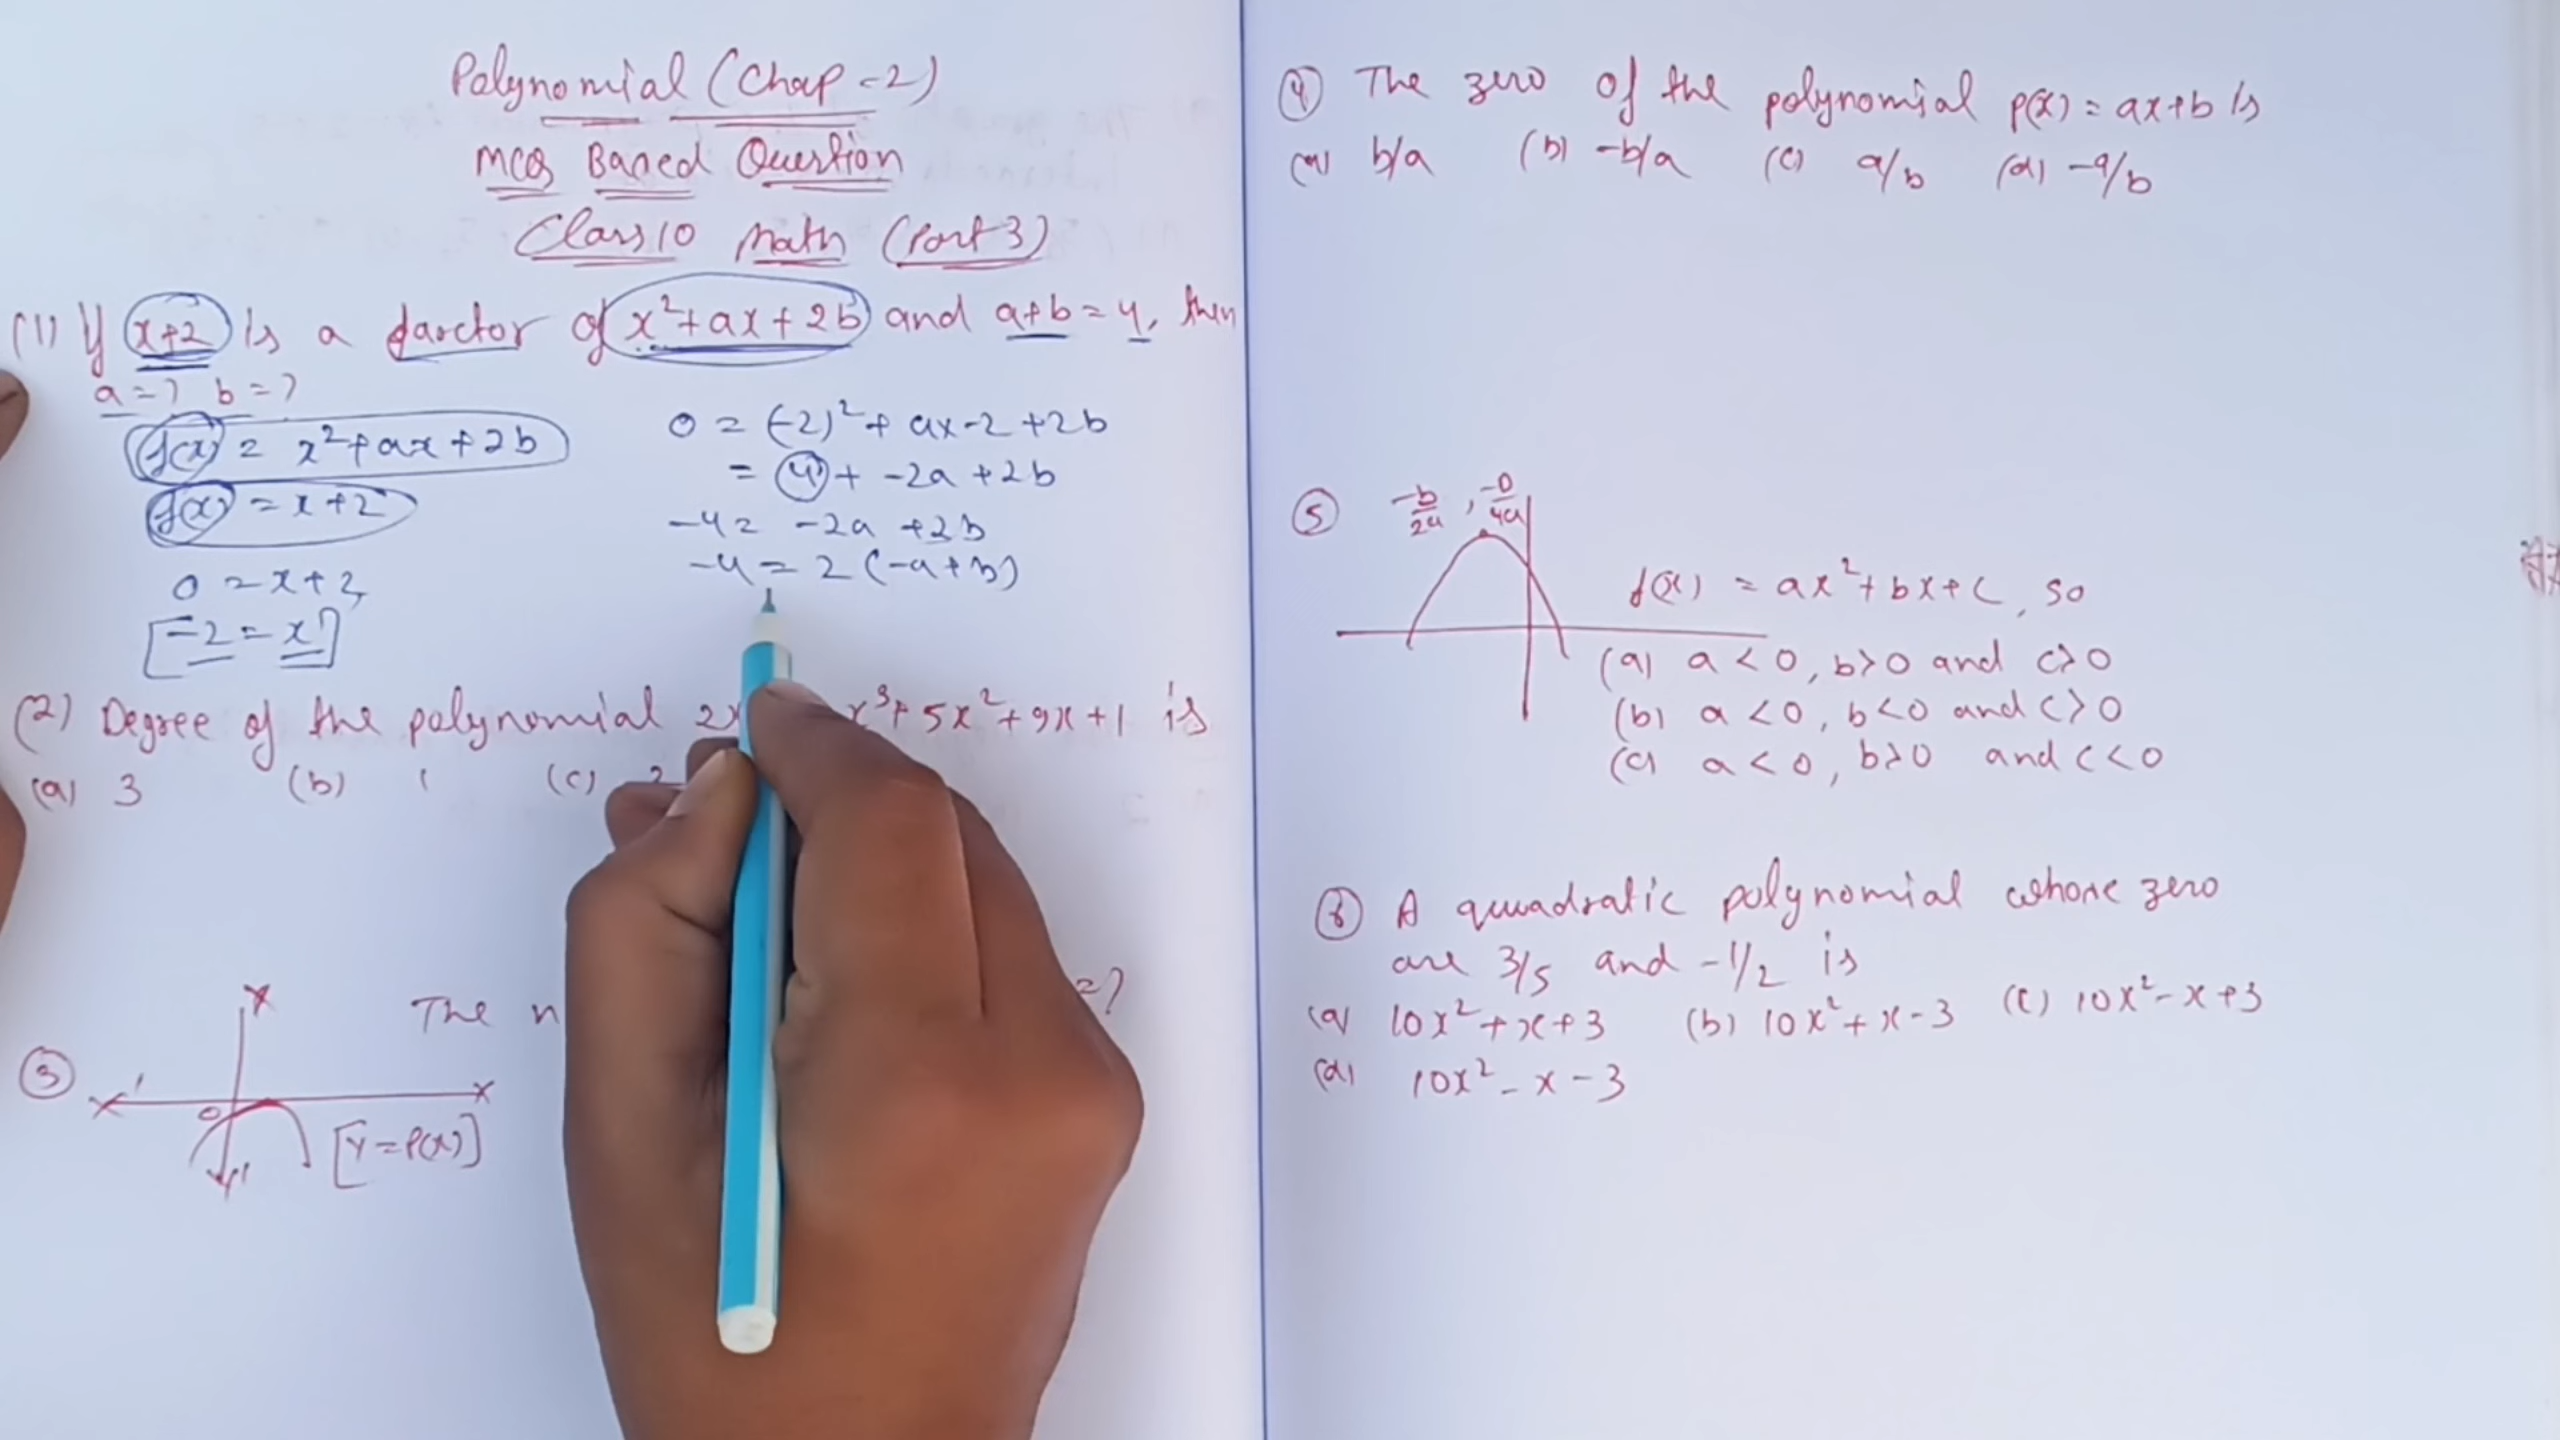 Polynomial (Chap-2)
MCQ Baced Question
Class 10 Math (Part 3)
(1) If x+2 is a farctor of x²+ax+2b and a+b=4, then
a=? b=?
f(x) = x²+ax+2b
f(x) = x+2
0 = x+2
-2 = x
0 = (-2)²+ ax-2+2b
= 4 + -2a +2b
-4 = -2a +2b
-4 = 2(-a+b)
(2) Degree of the polynomial 2x x³+5x²+9x+1 is
(a) 3 (b) 1 (c) 2
(3) The n =?
X
X' X
O
Y'
[Y=P(X)]
(4) The zero of the polynomial p(x)=ax+b is
(a) b/a (b) -b/a (c) a/b (d) -a/b
(5) -b/2a , -D/4a
f(x) = ax²+bx+c, so
(a) a<0, b>0 and c>0
(b) a<0, b<0 and c>0
(c) a<0, b>0 and c<0
(6) A quadratic polynomial whose zero
are 3/5 and -1/2 is
(a) 10x²+x+3 (b) 10x²+x-3 (c) 10x²-x+3
(d) 10x²-x-3